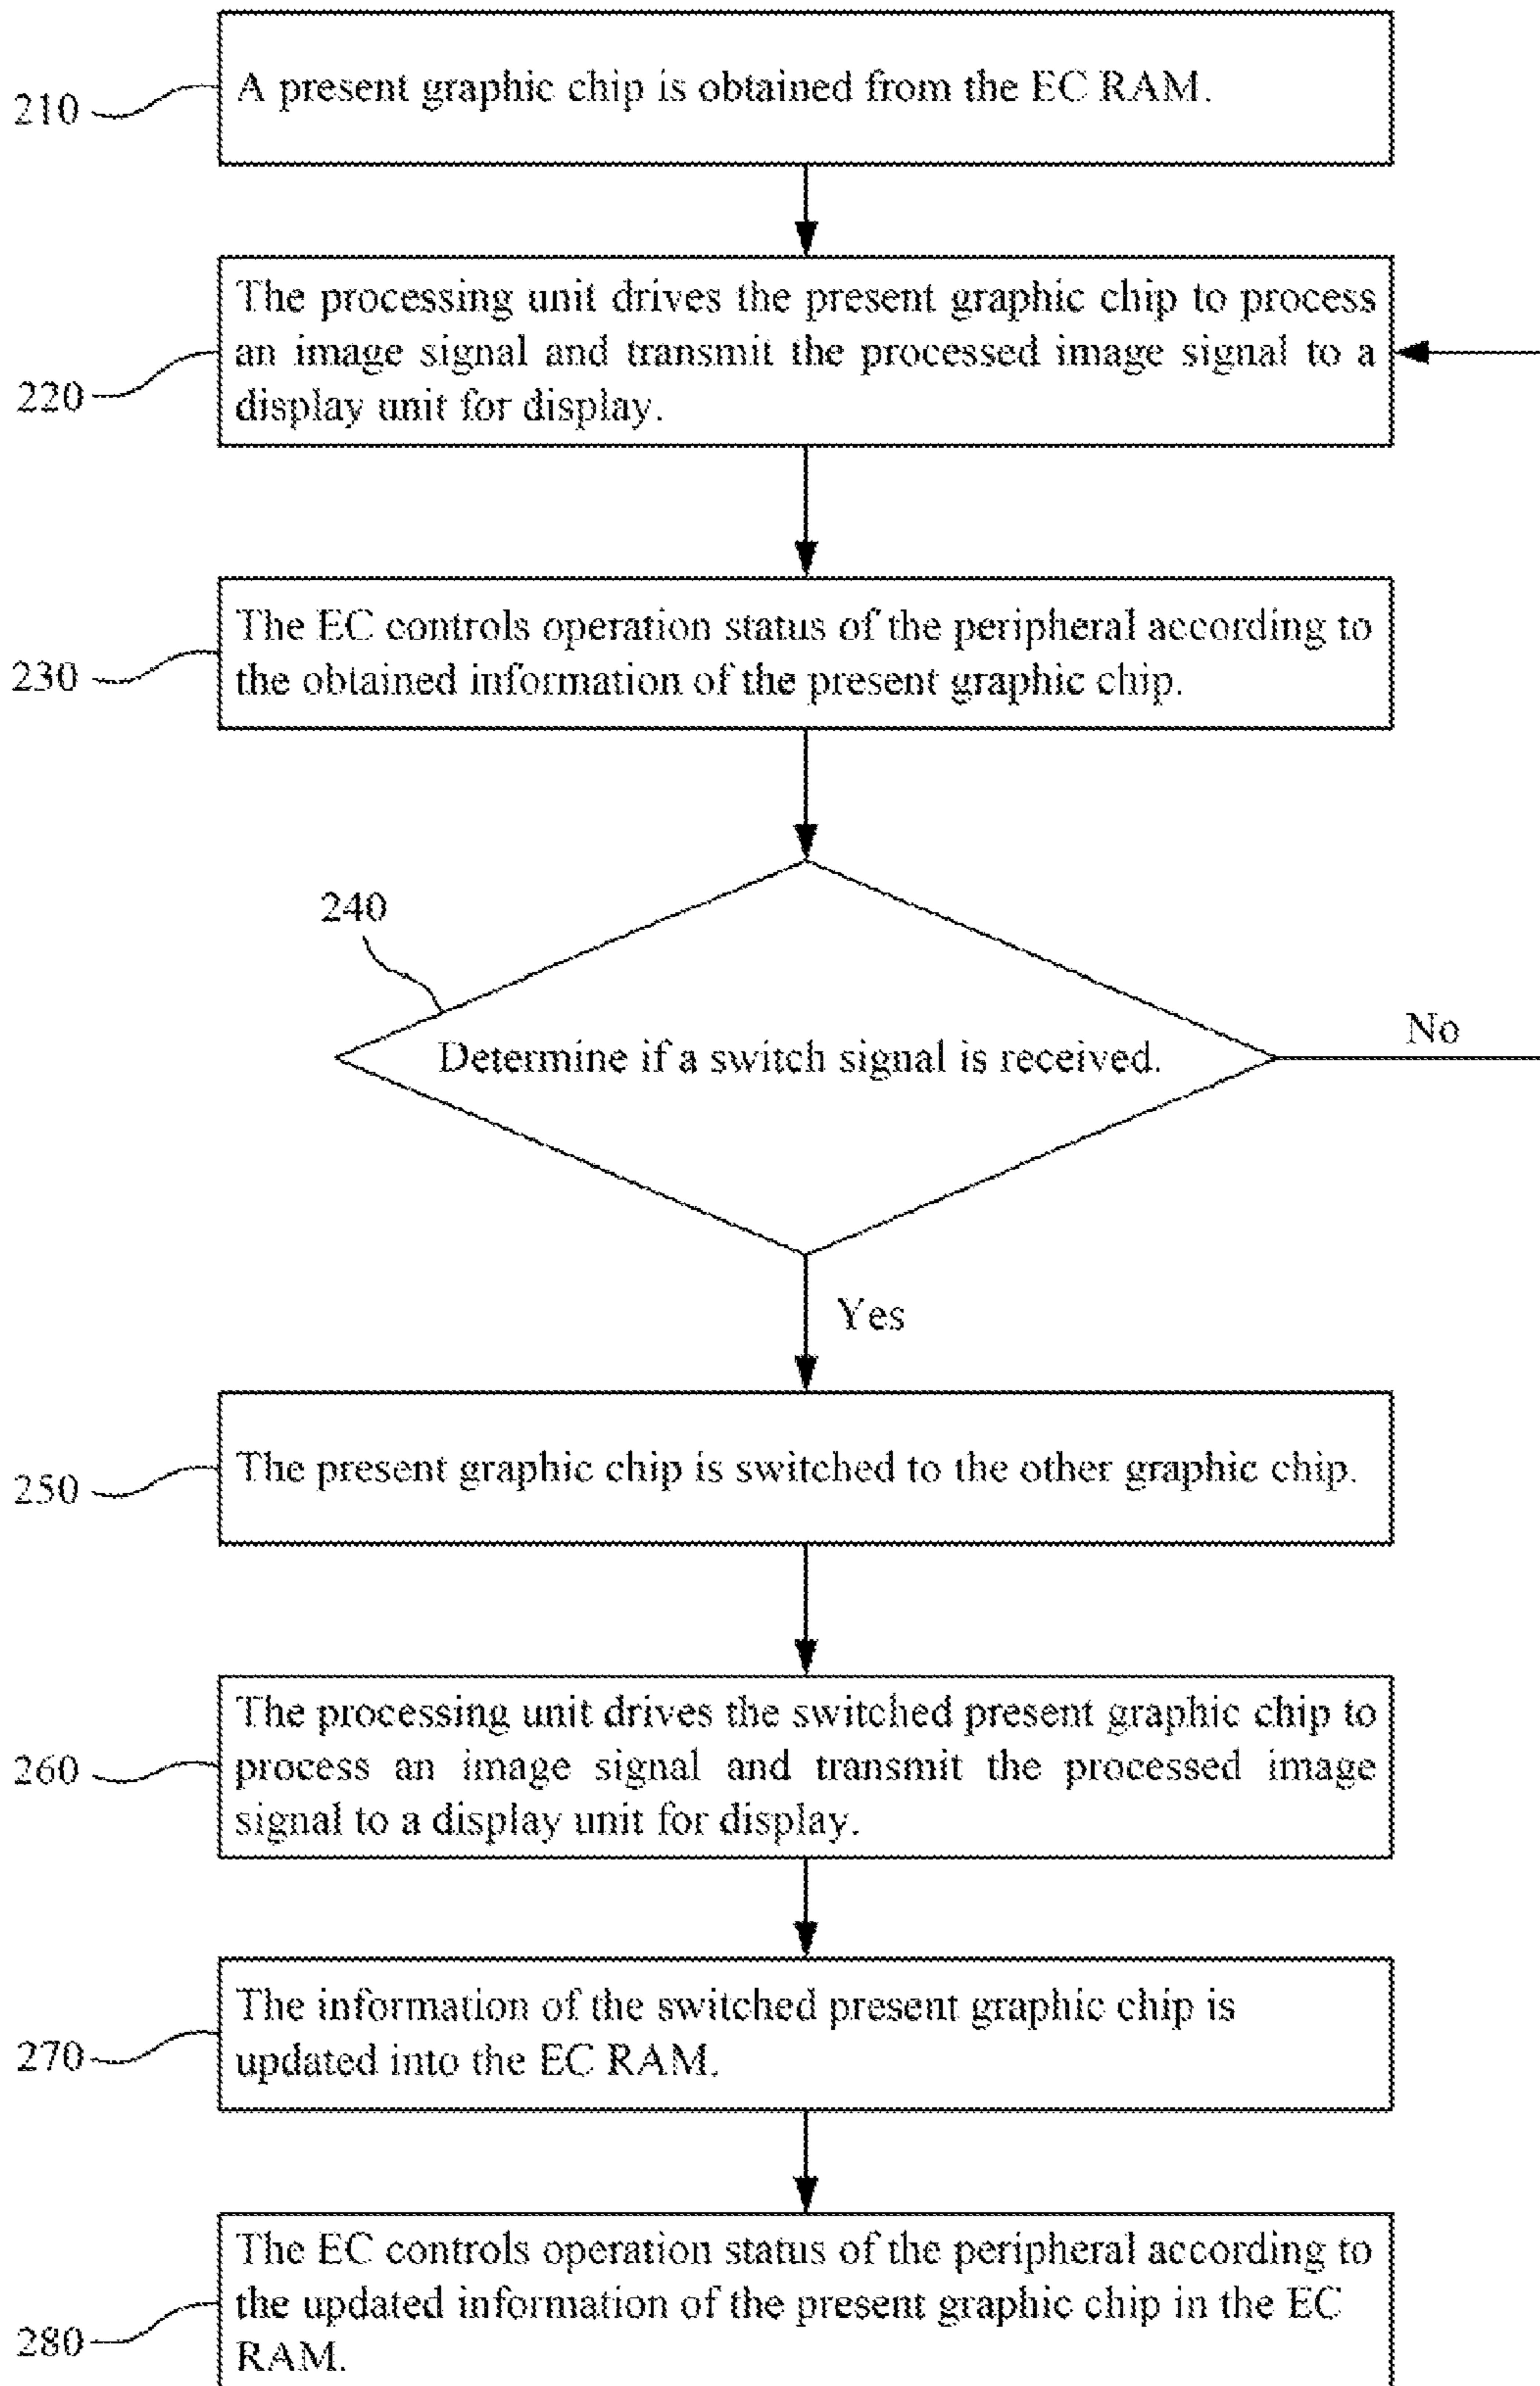 210
A present graphic chip is obtained from the EC RAM.
The processing unit drives the present graphic chip to process
an image signal and transmit the processed image signal to a
display unit for display.
220
The EC controls operation status of the peripheral according to
the obtained information of the present graphic chip.
230
240
Determine if a switch signal is received.
No
Yes
The present graphic chip is switched to the other graphic chip.
250
The processing unit drives the switched present graphic chip to
process an image signal and transmit the processed image
signal to a display unit for display.
260
The information of the switched present graphic chip is
updated into the EC RAM.
270
The EC controls operation status of the peripheral according to
the updated information of the present graphic chip in the EC
RAM.
280